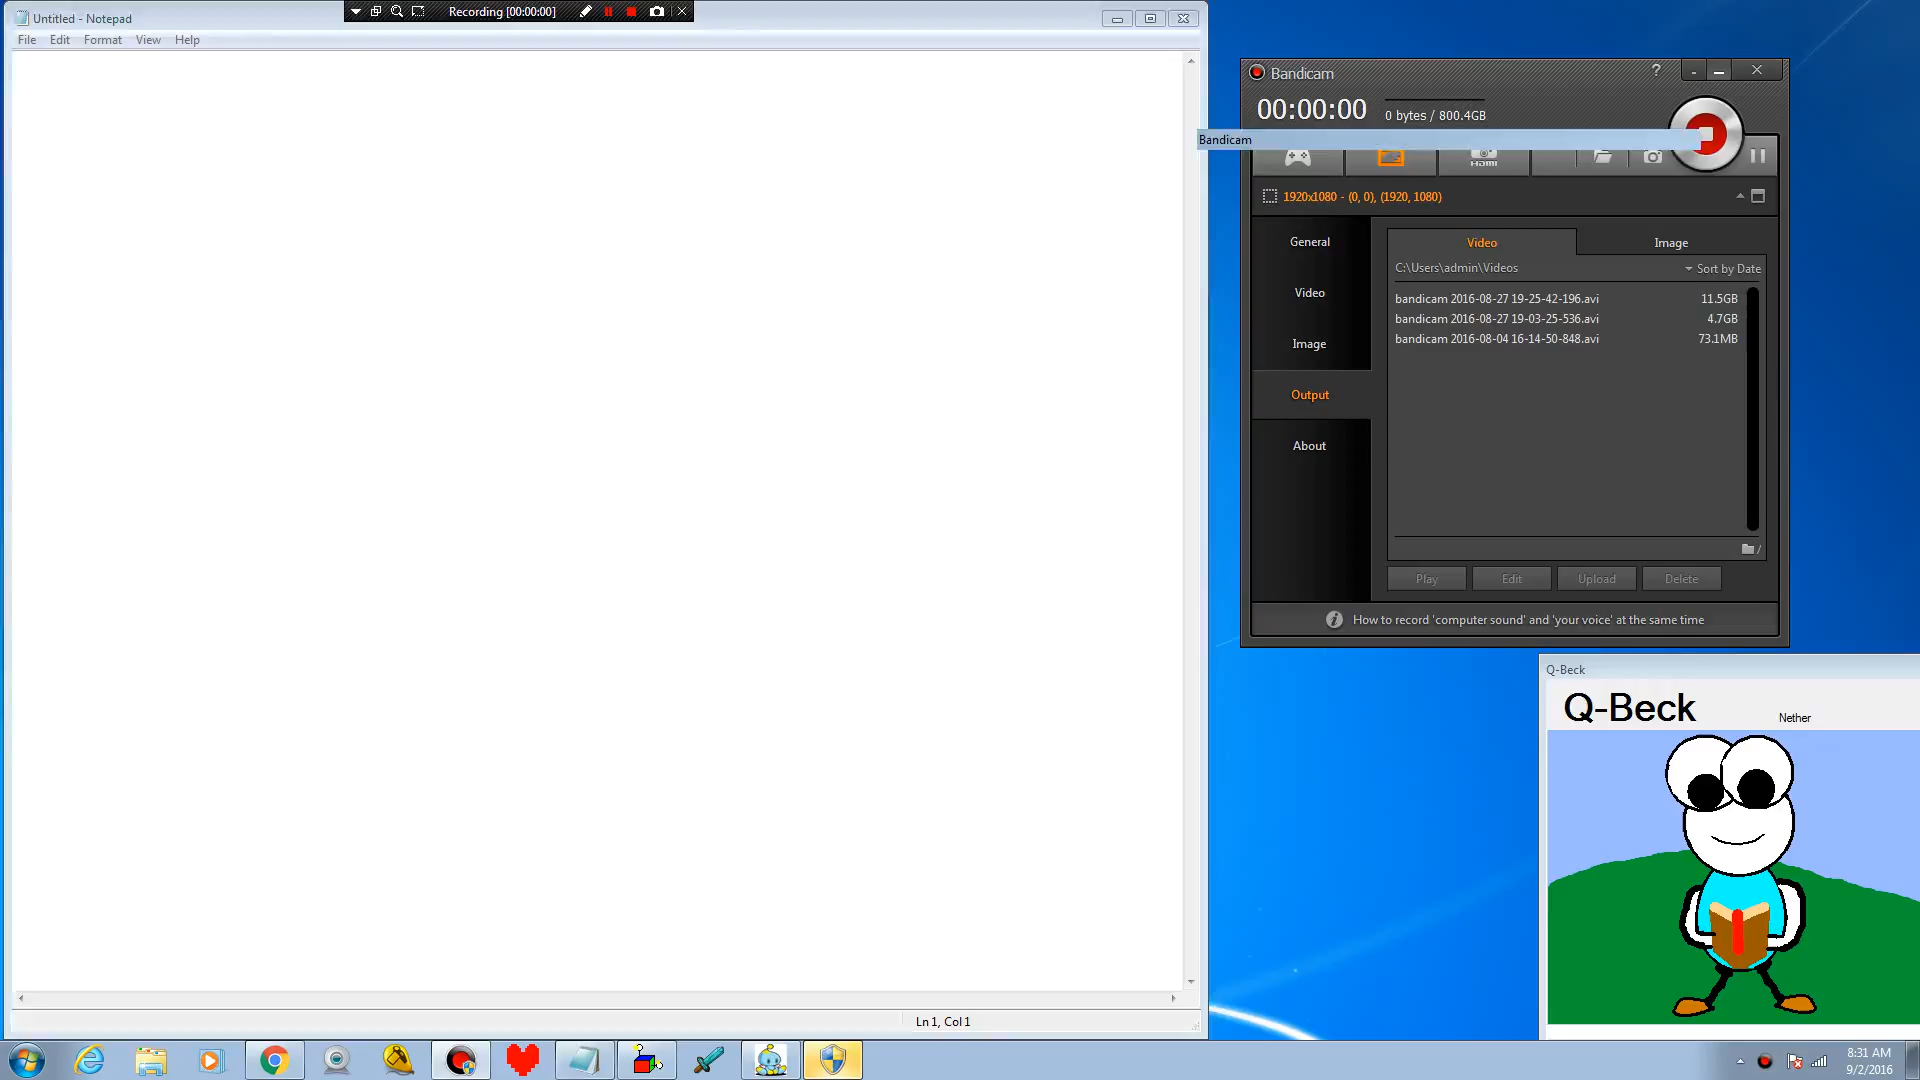 Untitled - Notepad
Recording [00:00:00]
File Edit Format View Help
Bandicam
?
00:00:00
0 bytes / 800.4GB
Bandicam
HDMI
1920x1080 - (0, 0), (1920, 1080)
General
Video
Image
Output
About
Video
Image
C:\Users\admin\Videos
Sort by Date
bandicam 2016-08-27 19-25-42-196.avi 11.5GB
bandicam 2016-08-27 19-03-25-536.avi 4.7GB
bandicam 2016-08-04 16-14-50-848.avi 73.1MB
Play
Edit
Upload
Delete
How to record 'computer sound' and 'your voice' at the same time
Q-Beck
Q-Beck
Nether
Ln 1, Col 1
8:31 AM
9/2/2016